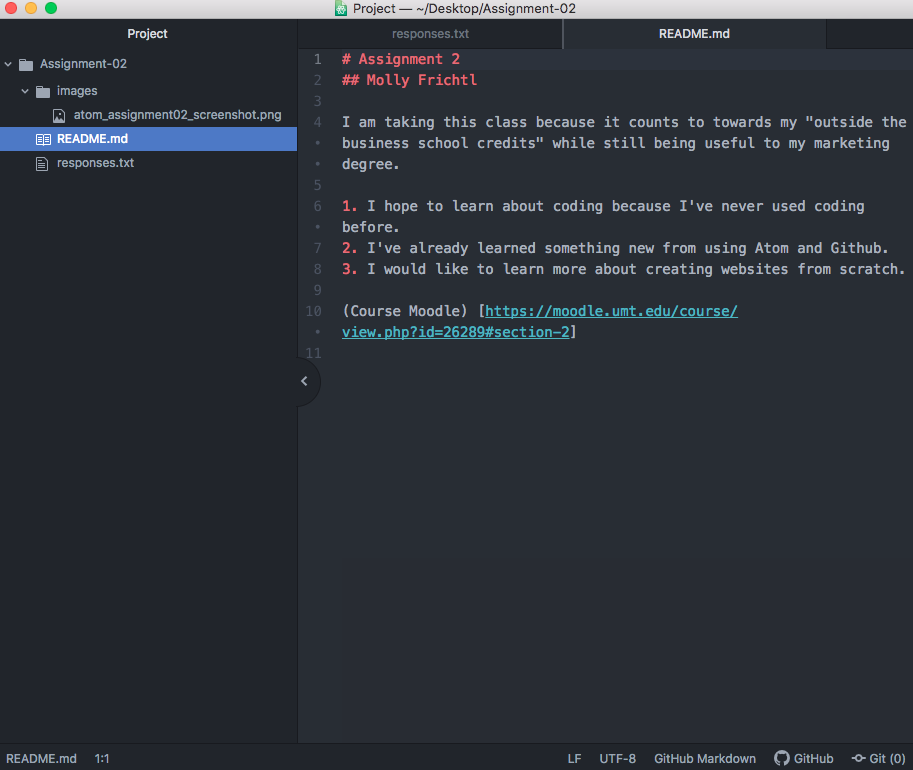 Project — ~/Desktop/Assignment-02
Project
responses.txt
README.md
Assignment-02
images
atom_assignment02_screenshot.png
README.md
responses.txt
1 # Assignment 2
2 ## Molly Frichtl
3
4 I am taking this class because it counts to towards my "outside the
• business school credits" while still being useful to my marketing
• degree.
5
6 1. I hope to learn about coding because I've never used coding
• before.
7 2. I've already learned something new from using Atom and Github.
8 3. I would like to learn more about creating websites from scratch.
9
10 (Course Moodle) [https://moodle.umt.edu/course/
• view.php?id=26289#section-2]
11
README.md 1:1 LF UTF-8 GitHub Markdown GitHub Git (0)